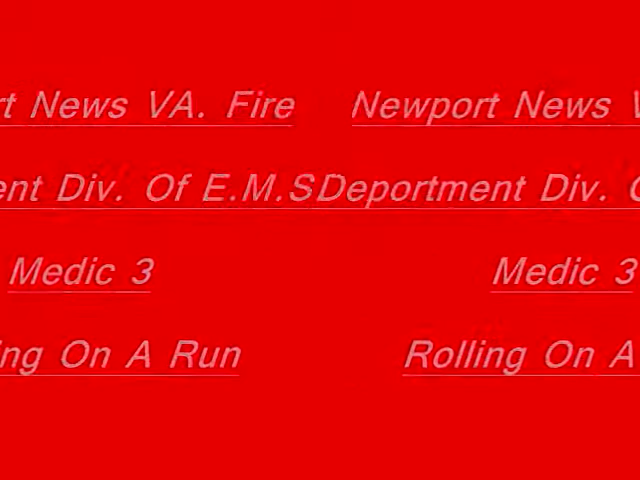 rt News VA. Fire Newport News V
ent Div. Of E.M.S Deportment Div. O
Medic 3 Medic 3
ing On A Run Rolling On A